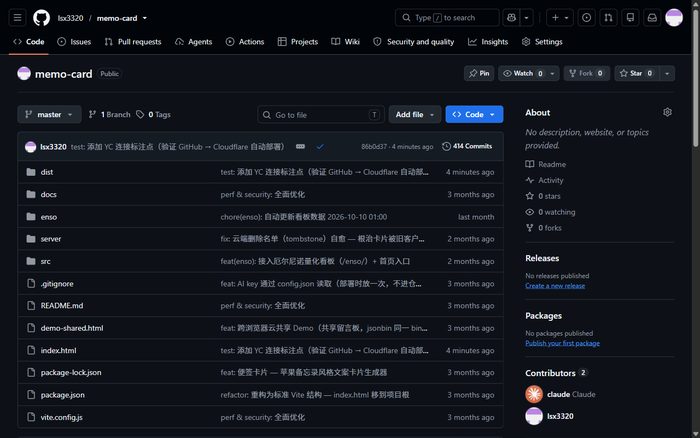 lsx3320 / memo-card
Type / to search
Code Issues Pull requests Agents Actions Projects Wiki Security and quality Insights Settings
memo-card Public
Pin Watch 0 Fork 0 Star 0
master 1 Branch 0 Tags Go to file T Add file Code
lsx3320 test: 添加 YC 连接标注点（验证 GitHub → Cloudflare 自动部署） 86b0d37 · 4 minutes ago 414 Commits
dist test: 添加 YC 连接标注点（验证 GitHub → Cloudflare 自动部... 4 minutes ago
docs perf & security: 全面优化 3 months ago
enso chore(enso): 自动更新看板数据 2026-10-10 01:00 last month
server fix: 云端删除名单（tombstone）自愈 — 根治卡片被旧客户... 2 months ago
src feat(enso): 接入厄尔尼诺量化看板（/enso/）+ 首页入口 2 months ago
.gitignore feat: AI key 通过 config.json 读取（部署时放一次，不进仓... 3 months ago
README.md perf & security: 全面优化 3 months ago
demo-shared.html feat: 跨浏览器云共享 Demo（共享留言板，jsonbin 同一 bin... 3 months ago
index.html test: 添加 YC 连接标注点（验证 GitHub → Cloudflare 自动部... 4 minutes ago
package-lock.json feat: 便签卡片 — 苹果备忘录风格文案卡片生成器 3 months ago
package.json refactor: 重构为标准 Vite 结构 — index.html 移到项目根 3 months ago
vite.config.js perf & security: 全面优化 3 months ago
About
No description, website, or topics
provided.
Readme
Activity
0 stars
0 watching
0 forks
Releases
No releases published
Create a new release
Packages
No packages published
Publish your first package
Contributors 2
claude Claude
lsx3320